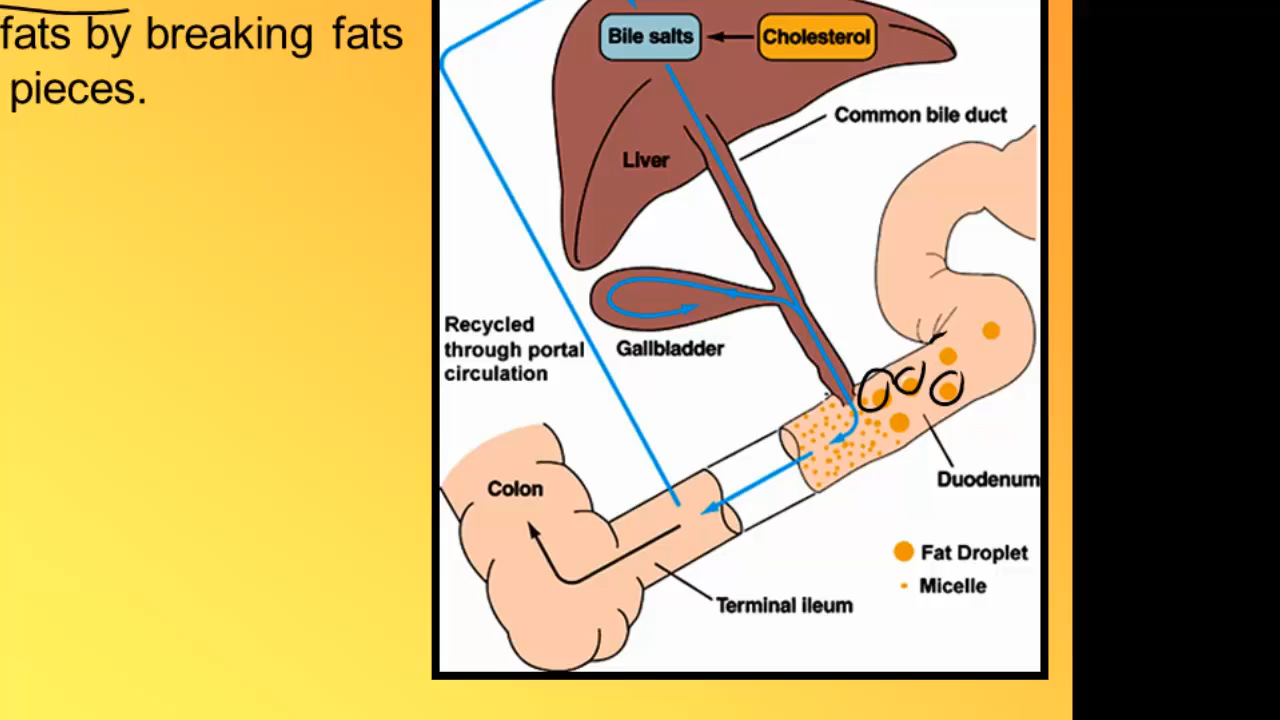 fats by breaking fats
pieces.
Bile salts
Cholesterol
Common bile duct
Liver
Recycled
through portal
circulation
Gallbladder
Colon
Duodenum
Fat Droplet
Micelle
Terminal ileum